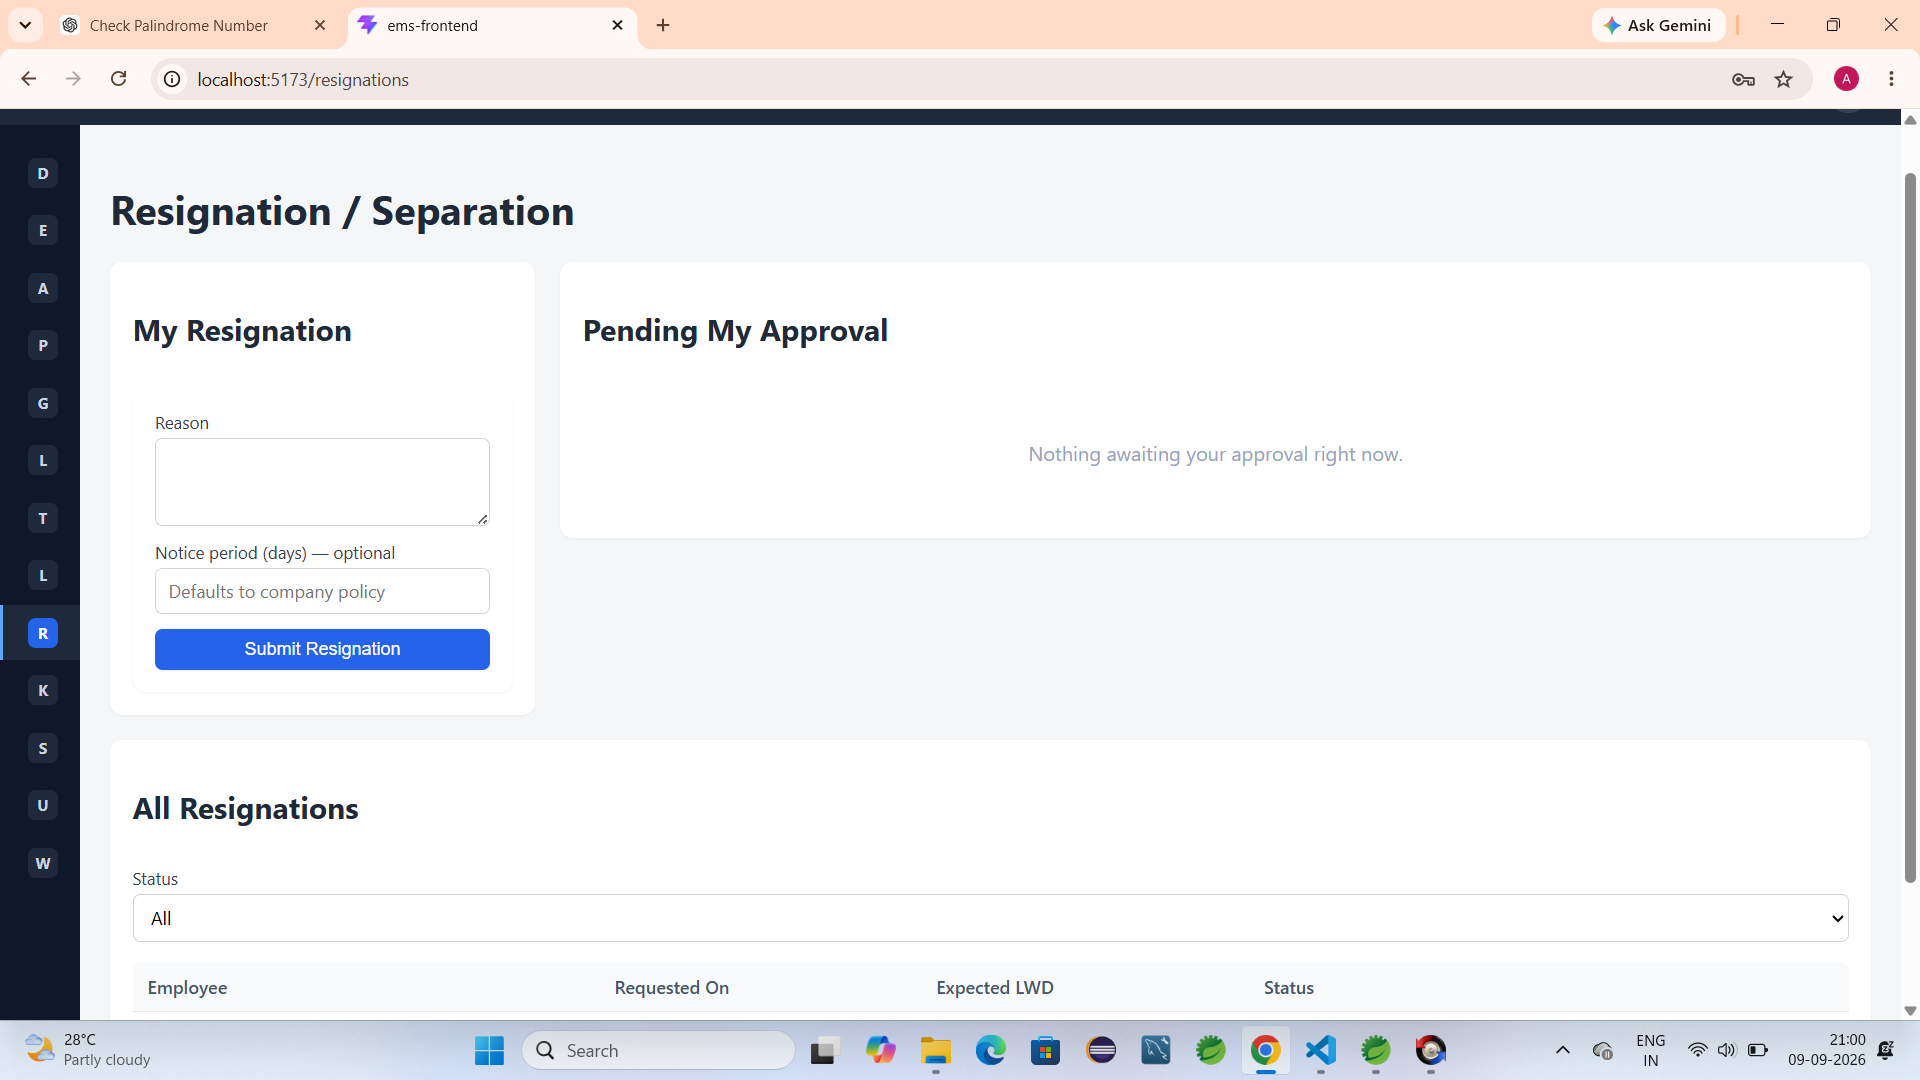 Check Palindrome Number
ems-frontend
Ask Gemini
localhost:5173/resignations
A
D
E
A
P
G
L
T
L
R
K
S
U
W
Resignation / Separation
My Resignation
Reason
Notice period (days) — optional
Defaults to company policy
Submit Resignation
Pending My Approval
Nothing awaiting your approval right now.
All Resignations
Status
All
Employee Requested On Expected LWD Status
28°C
Partly cloudy
Search
ENG
IN
21:00
09-09-2026